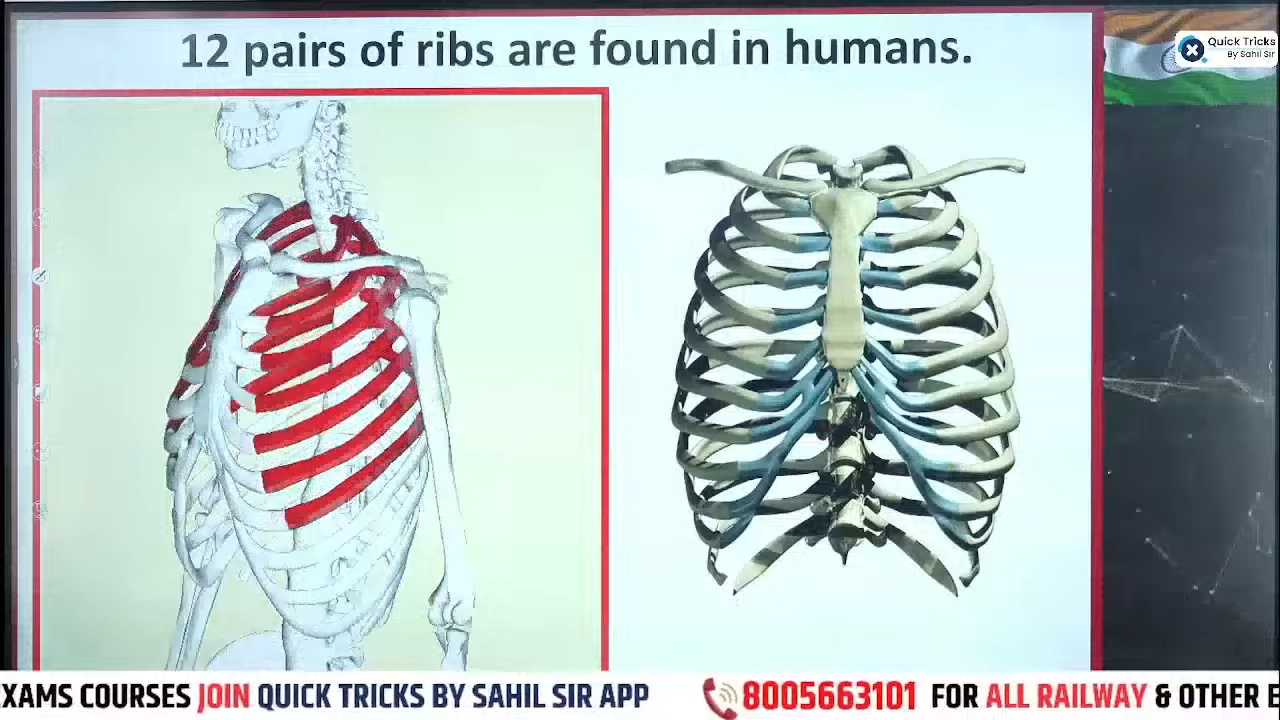 12 pairs of ribs are found in humans.
Quick Tricks
By Sahil Sir
XAMS COURSES JOIN QUICK TRICKS BY SAHIL SIR APP
8005663101 FOR ALL RAILWAY & OTHER E